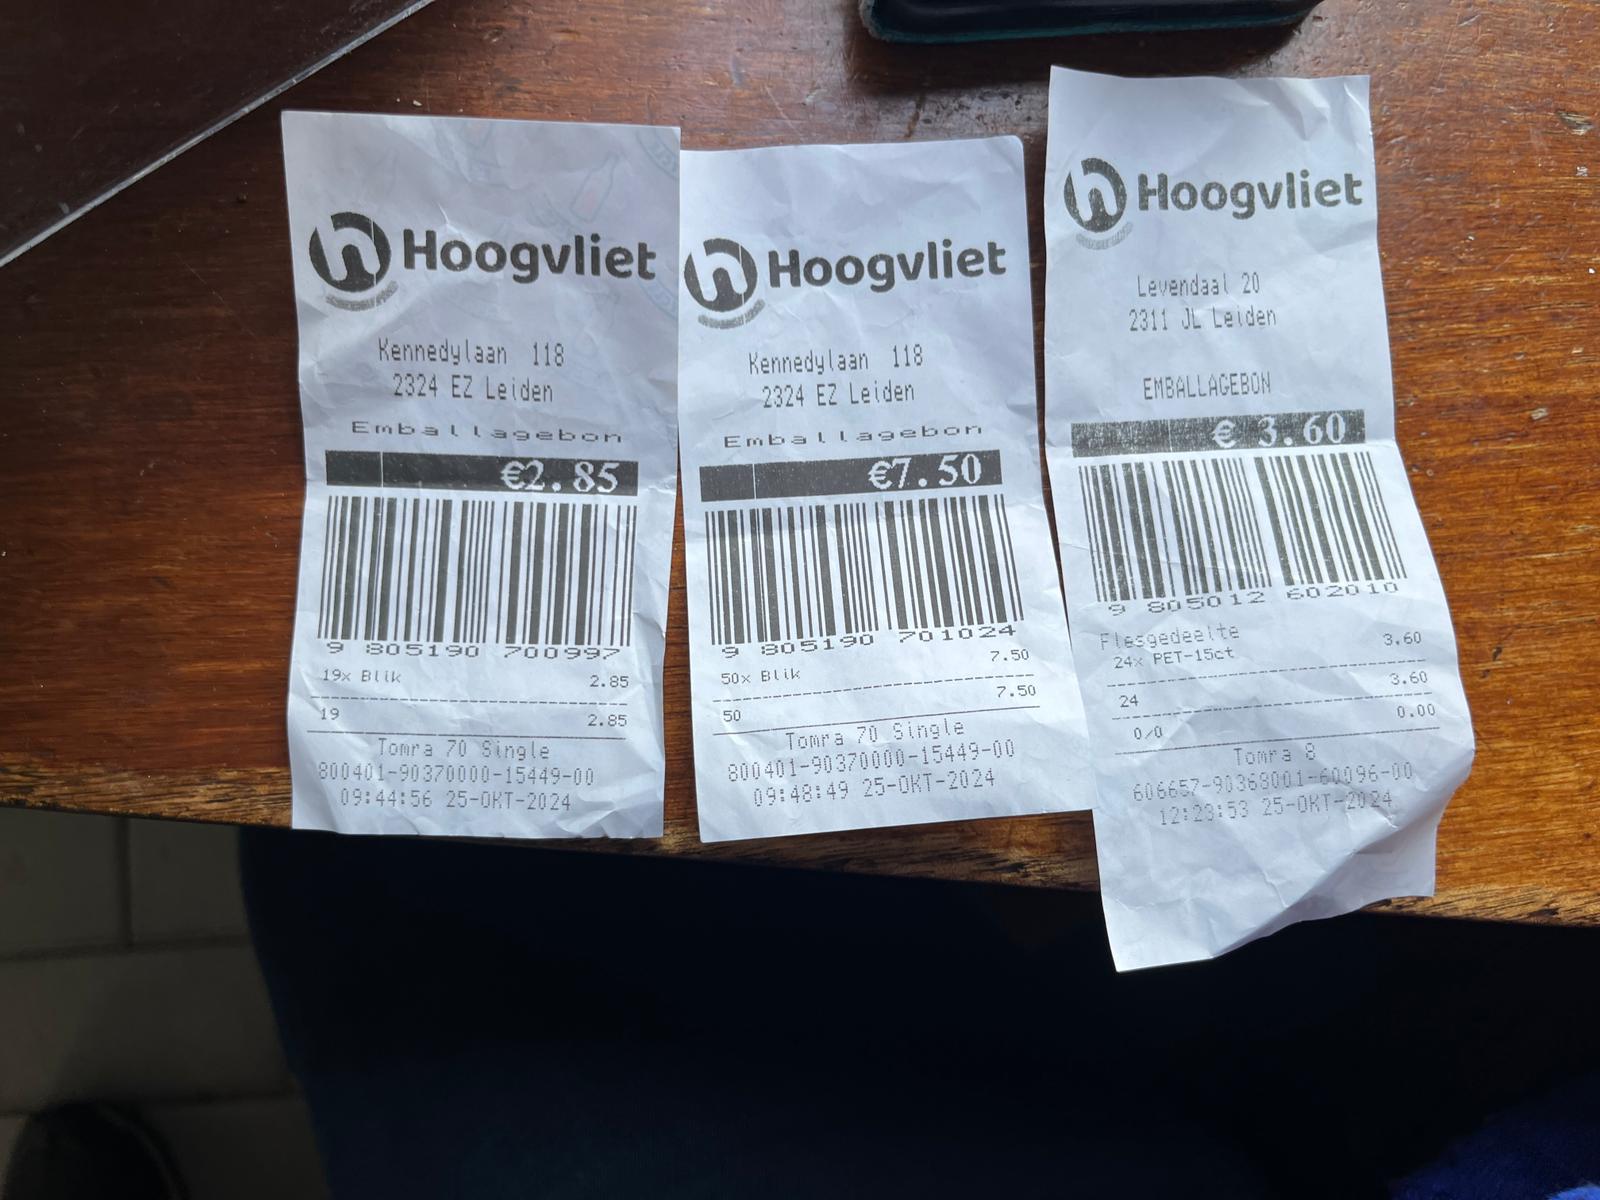 Hoogvliet
Kennedylaan 118
2324 EZ Leiden
Emballagebon
€2.85
9 805190 700997
19x Blik 2.85
19 2.85
Tomra 70 Single
800401-90370000-15449-00
09:44:56 25-OKT-2024
Hoogvliet
Kennedylaan 118
2324 EZ Leiden
Emballagebon
€7.50
9 805190 701024
50x Blik 7.50
50 7.50
Tomra 70 Single
800401-90370000-15449-00
09:48:49 25-OKT-2024
Hoogvliet
Levendaal 20
2311 JL Leiden
EMBALLAGEBON
€ 3.60
9 805012 602010
Flesgedeelte 3.60
24x PET-15ct
24 3.60
0/0 0.00
Tomra 8
606657-90368001-60096-00
12:23:53 25-OKT-2024